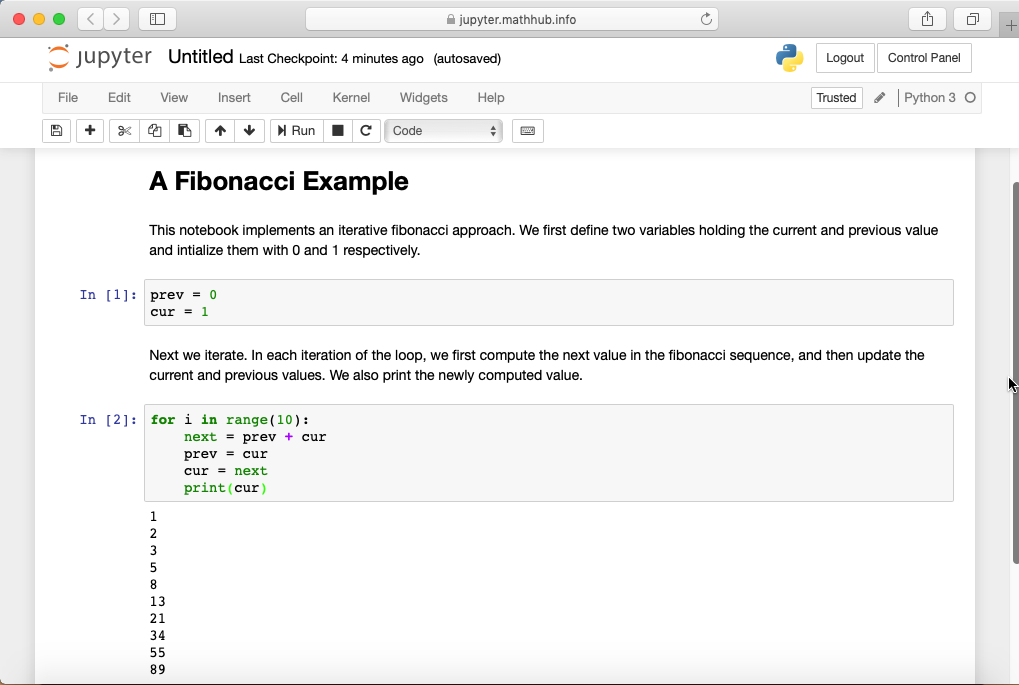 jupyter.mathhub.info
jupyter Untitled Last Checkpoint: 4 minutes ago (autosaved) Logout Control Panel
File Edit View Insert Cell Kernel Widgets Help Trusted Python 3
Run Code
A Fibonacci Example
This notebook implements an iterative fibonacci approach. We first define two variables holding the current and previous value
and intialize them with 0 and 1 respectively.
In [1]: prev = 0
cur = 1
Next we iterate. In each iteration of the loop, we first compute the next value in the fibonacci sequence, and then update the
current and previous values. We also print the newly computed value.
In [2]: for i in range(10):
    next = prev + cur
    prev = cur
    cur = next
    print(cur)
1
2
3
5
8
13
21
34
55
89